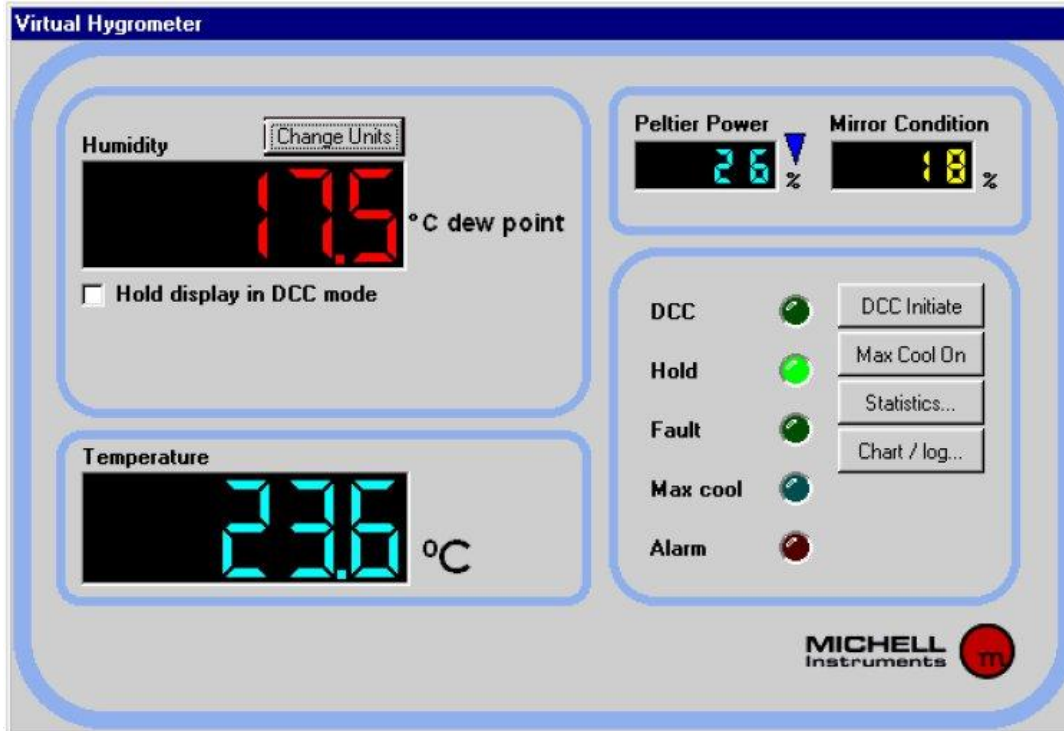 Virtual Hygrometer
Humidity
Change Units
17.5
°C dew point
Hold display in DCC mode
Temperature
23.6
°C
Peltier Power
26
%
Mirror Condition
18
%
DCC
DCC Initiate
Hold
Max Cool On
Statistics...
Fault
Chart / log...
Max cool
Alarm
MICHELL
Instruments
m